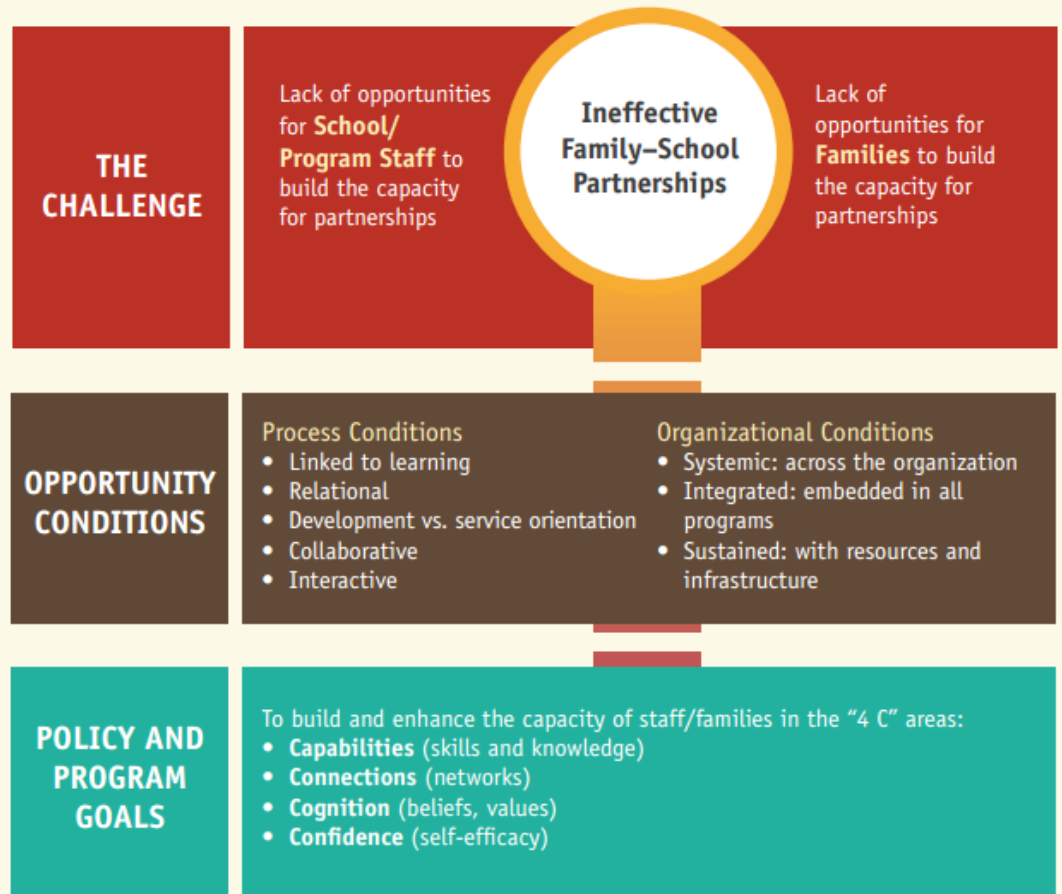 THE
CHALLENGE
Lack of opportunities
for School/
Program Staff to
build the capacity
for partnerships
Ineffective
Family–School
Partnerships
Lack of
opportunities for
Families to build
the capacity for
partnerships
OPPORTUNITY
CONDITIONS
Process Conditions
• Linked to learning
• Relational
• Development vs. service orientation
• Collaborative
• Interactive
Organizational Conditions
• Systemic: across the organization
• Integrated: embedded in all
programs
• Sustained: with resources and
infrastructure
POLICY AND
PROGRAM
GOALS
To build and enhance the capacity of staff/families in the “4 C” areas:
• Capabilities (skills and knowledge)
• Connections (networks)
• Cognition (beliefs, values)
• Confidence (self-efficacy)